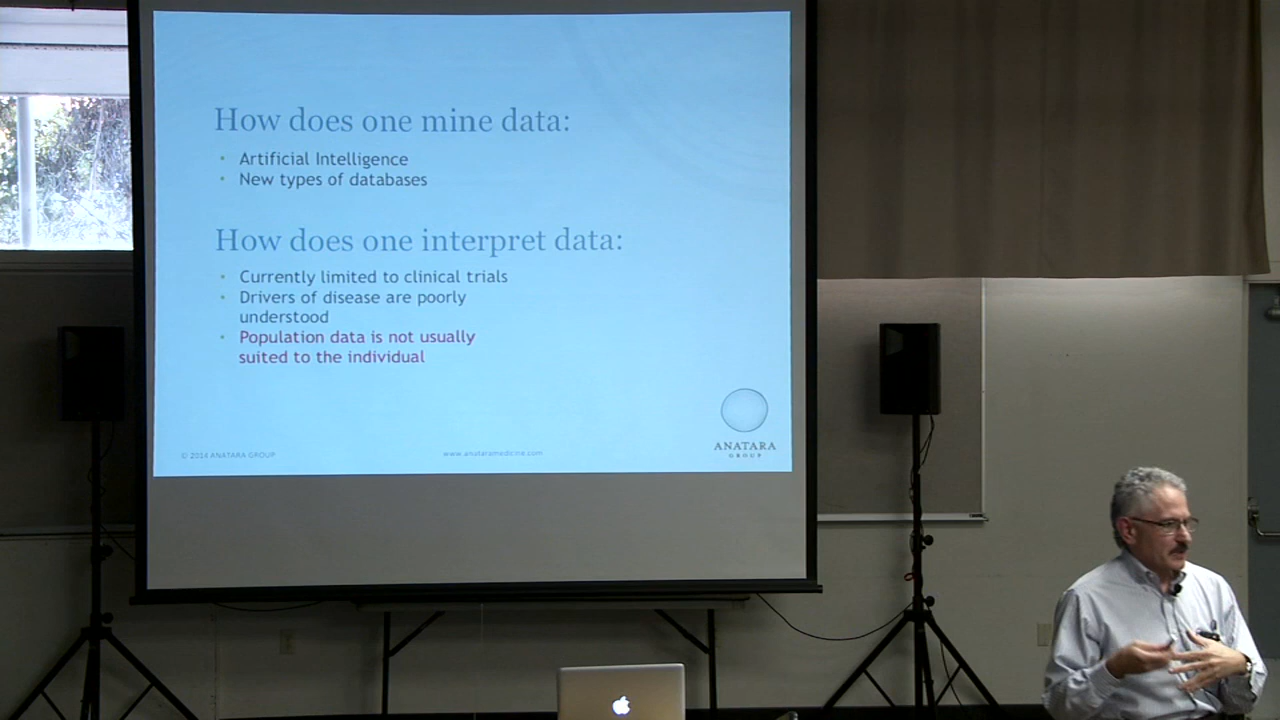 How does one mine data:
• Artificial Intelligence
• New types of databases
How does one interpret data:
• Currently limited to clinical trials
• Drivers of disease are poorly
understood
• Population data is not usually
suited to the individual
ANATARA
GROUP
© 2014 ANATARA GROUP
www.anataramedicine.com